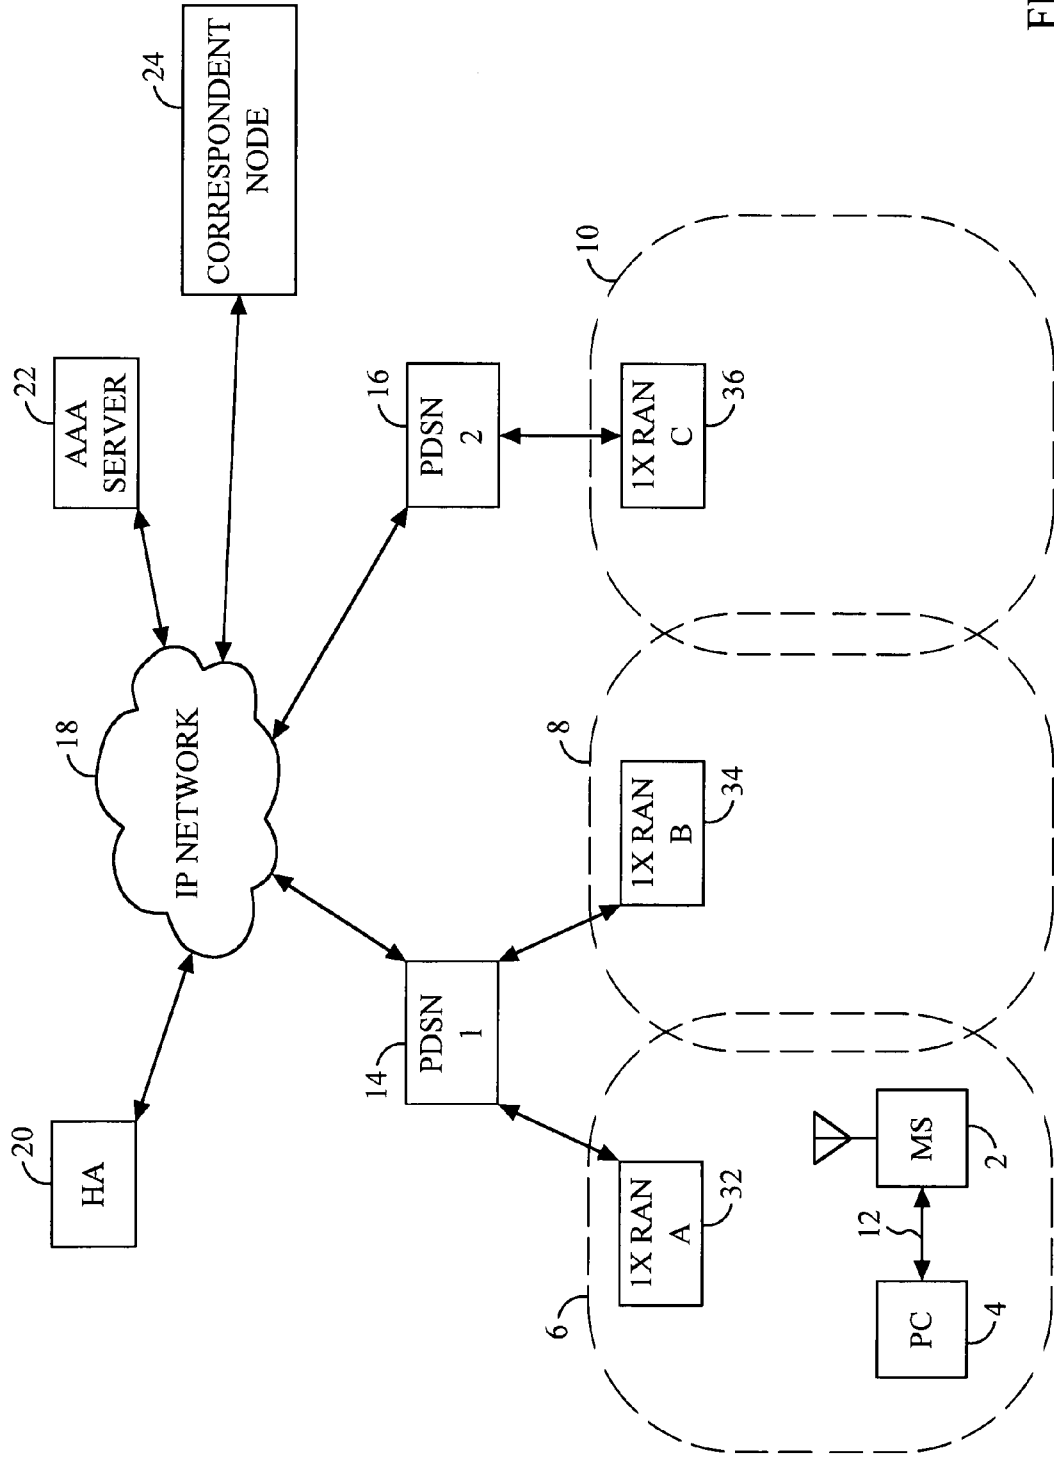 20
HA
18
IP NETWORK
22
AAA
SERVER
24
CORRESPONDENT
NODE
14
PDSN
1
16
PDSN
2
6
1X RAN
A
32
8
1X RAN
B
34
10
1X RAN
C
36
PC
4
12
MS
2